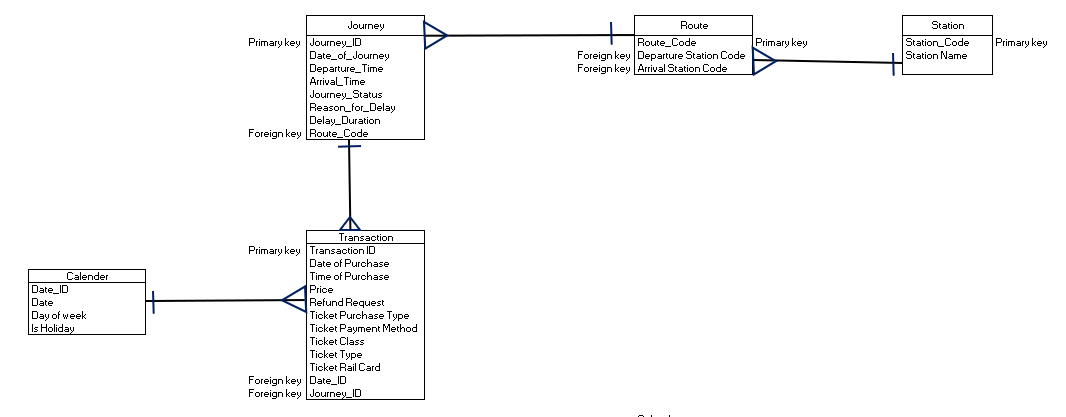 Journey
Primary key Journey_ID
Date_of_Journey
Departure_Time
Arrival_Time
Journey_Status
Reason_for_Delay
Delay_Duration
Foreign key Route_Code
Route
Route_Code Primary key
Foreign key Departure Station Code
Foreign key Arrival Station Code
Station
Station_Code Primary key
Station Name
Transaction
Primary key Transaction ID
Date of Purchase
Time of Purchase
Price
Refund Request
Ticket Purchase Type
Ticket Payment Method
Ticket Class
Ticket Type
Ticket Rail Card
Foreign key Date_ID
Foreign key Journey_ID
Calender
Date_ID
Date
Day of week
Is Holiday